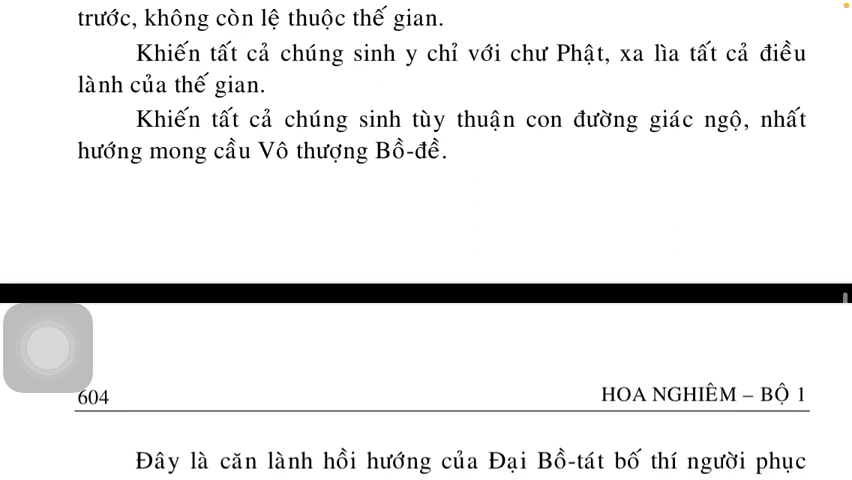 trước, không còn lệ thuộc thế gian.
Khiến tất cả chúng sinh y chỉ với chư Phật, xa lìa tất cả điều
lành của thế gian.
Khiến tất cả chúng sinh tùy thuận con đường giác ngộ, nhất
hướng mong cầu Vô thượng Bồ-đề.
604 HOA NGHIÊM – BỘ 1
Đây là căn lành hồi hướng của Đại Bồ-tát bố thí người phục